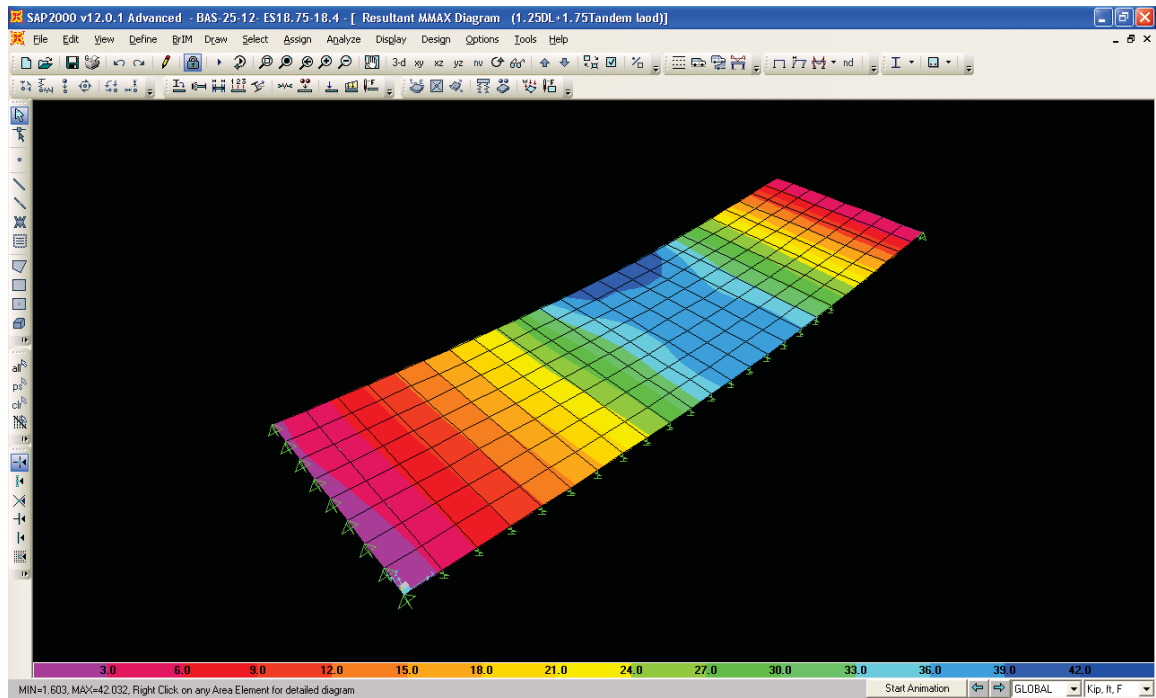 SAP2000 v12.0.1 Advanced - BAS-25-12- ES18.75-18.4 - [ Resultant MMAX Diagram (1.25DL+1.75Tandem laod)]
File Edit View Define BrIM Draw Select Assign Analyze Display Design Options Tools Help
3-d xy xz yz nv nd
all
ps
clr
3.0 6.0 9.0 12.0 15.0 18.0 21.0 24.0 27.0 30.0 33.0 36.0 39.0 42.0
MIN=1.603, MAX=42.032, Right Click on any Area Element for detailed diagram Start Animation GLOBAL Kip, ft, F